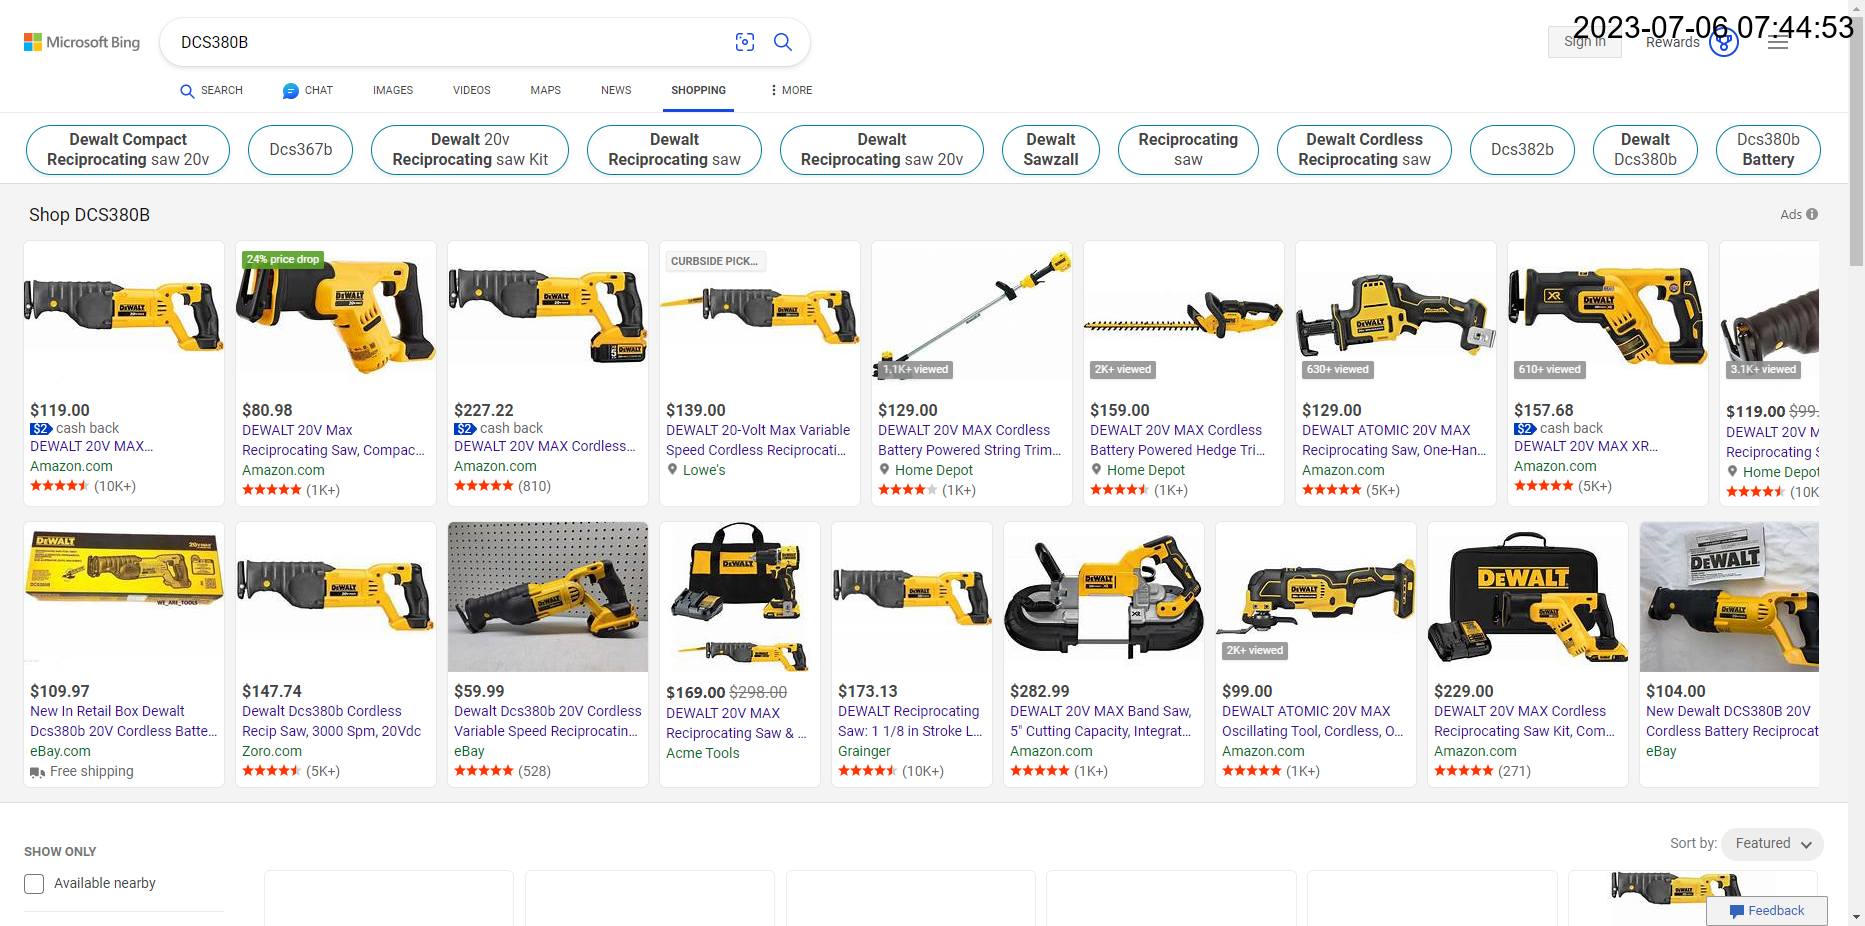 Microsoft Bing
DCS380B
Sign in
Rewards
2023-07-06 07:44:53
SEARCH
CHAT
IMAGES
VIDEOS
MAPS
NEWS
SHOPPING
MORE
Dewalt Compact
Reciprocating saw 20v
Dcs367b
Dewalt 20v
Reciprocating saw Kit
Dewalt
Reciprocating saw
Dewalt
Reciprocating saw 20v
Dewalt
Sawzall
Reciprocating
saw
Dewalt Cordless
Reciprocating saw
Dcs382b
Dewalt
Dcs380b
Dcs380b
Battery
Shop DCS380B
Ads
$119.00
$2 cash back
DEWALT 20V MAX...
Amazon.com
(10K+)
24% price drop
$80.98
DEWALT 20V Max
Reciprocating Saw, Compac...
Amazon.com
(1K+)
$227.22
$2 cash back
DEWALT 20V MAX Cordless...
Amazon.com
(810)
CURBSIDE PICK...
$139.00
DEWALT 20-Volt Max Variable
Speed Cordless Reciprocati...
Lowe's
1.1K+ viewed
$129.00
DEWALT 20V MAX Cordless
Battery Powered String Trim...
Home Depot
(1K+)
2K+ viewed
$159.00
DEWALT 20V MAX Cordless
Battery Powered Hedge Tri...
Home Depot
(1K+)
630+ viewed
$129.00
DEWALT ATOMIC 20V MAX
Reciprocating Saw, One-Han...
Amazon.com
(5K+)
610+ viewed
$157.68
$2 cash back
DEWALT 20V MAX XR...
Amazon.com
(5K+)
3.1K+ viewed
$119.00 $99.
DEWALT 20V M
Reciprocating S
Home Depot
(10K
DEWALT
20V MAX
WE_ARE_TOOLS
$109.97
New In Retail Box Dewalt
Dcs380b 20V Cordless Batte...
eBay.com
Free shipping
$147.74
Dewalt Dcs380b Cordless
Recip Saw, 3000 Spm, 20Vdc
Zoro.com
(5K+)
$59.99
Dewalt Dcs380b 20V Cordless
Variable Speed Reciprocatin...
eBay
(528)
$169.00 $298.00
DEWALT 20V MAX
Reciprocating Saw & ...
Acme Tools
$173.13
DEWALT Reciprocating
Saw: 1 1/8 in Stroke L...
Grainger
(10K+)
$282.99
DEWALT 20V MAX Band Saw,
5" Cutting Capacity, Integrat...
Amazon.com
(1K+)
2K+ viewed
$99.00
DEWALT ATOMIC 20V MAX
Oscillating Tool, Cordless, O...
Amazon.com
(1K+)
DEWALT
$229.00
DEWALT 20V MAX Cordless
Reciprocating Saw Kit, Com...
Amazon.com
(271)
DEWALT
$104.00
New Dewalt DCS380B 20V
Cordless Battery Reciprocat
eBay
SHOW ONLY
Available nearby
Sort by:
Featured
Feedback